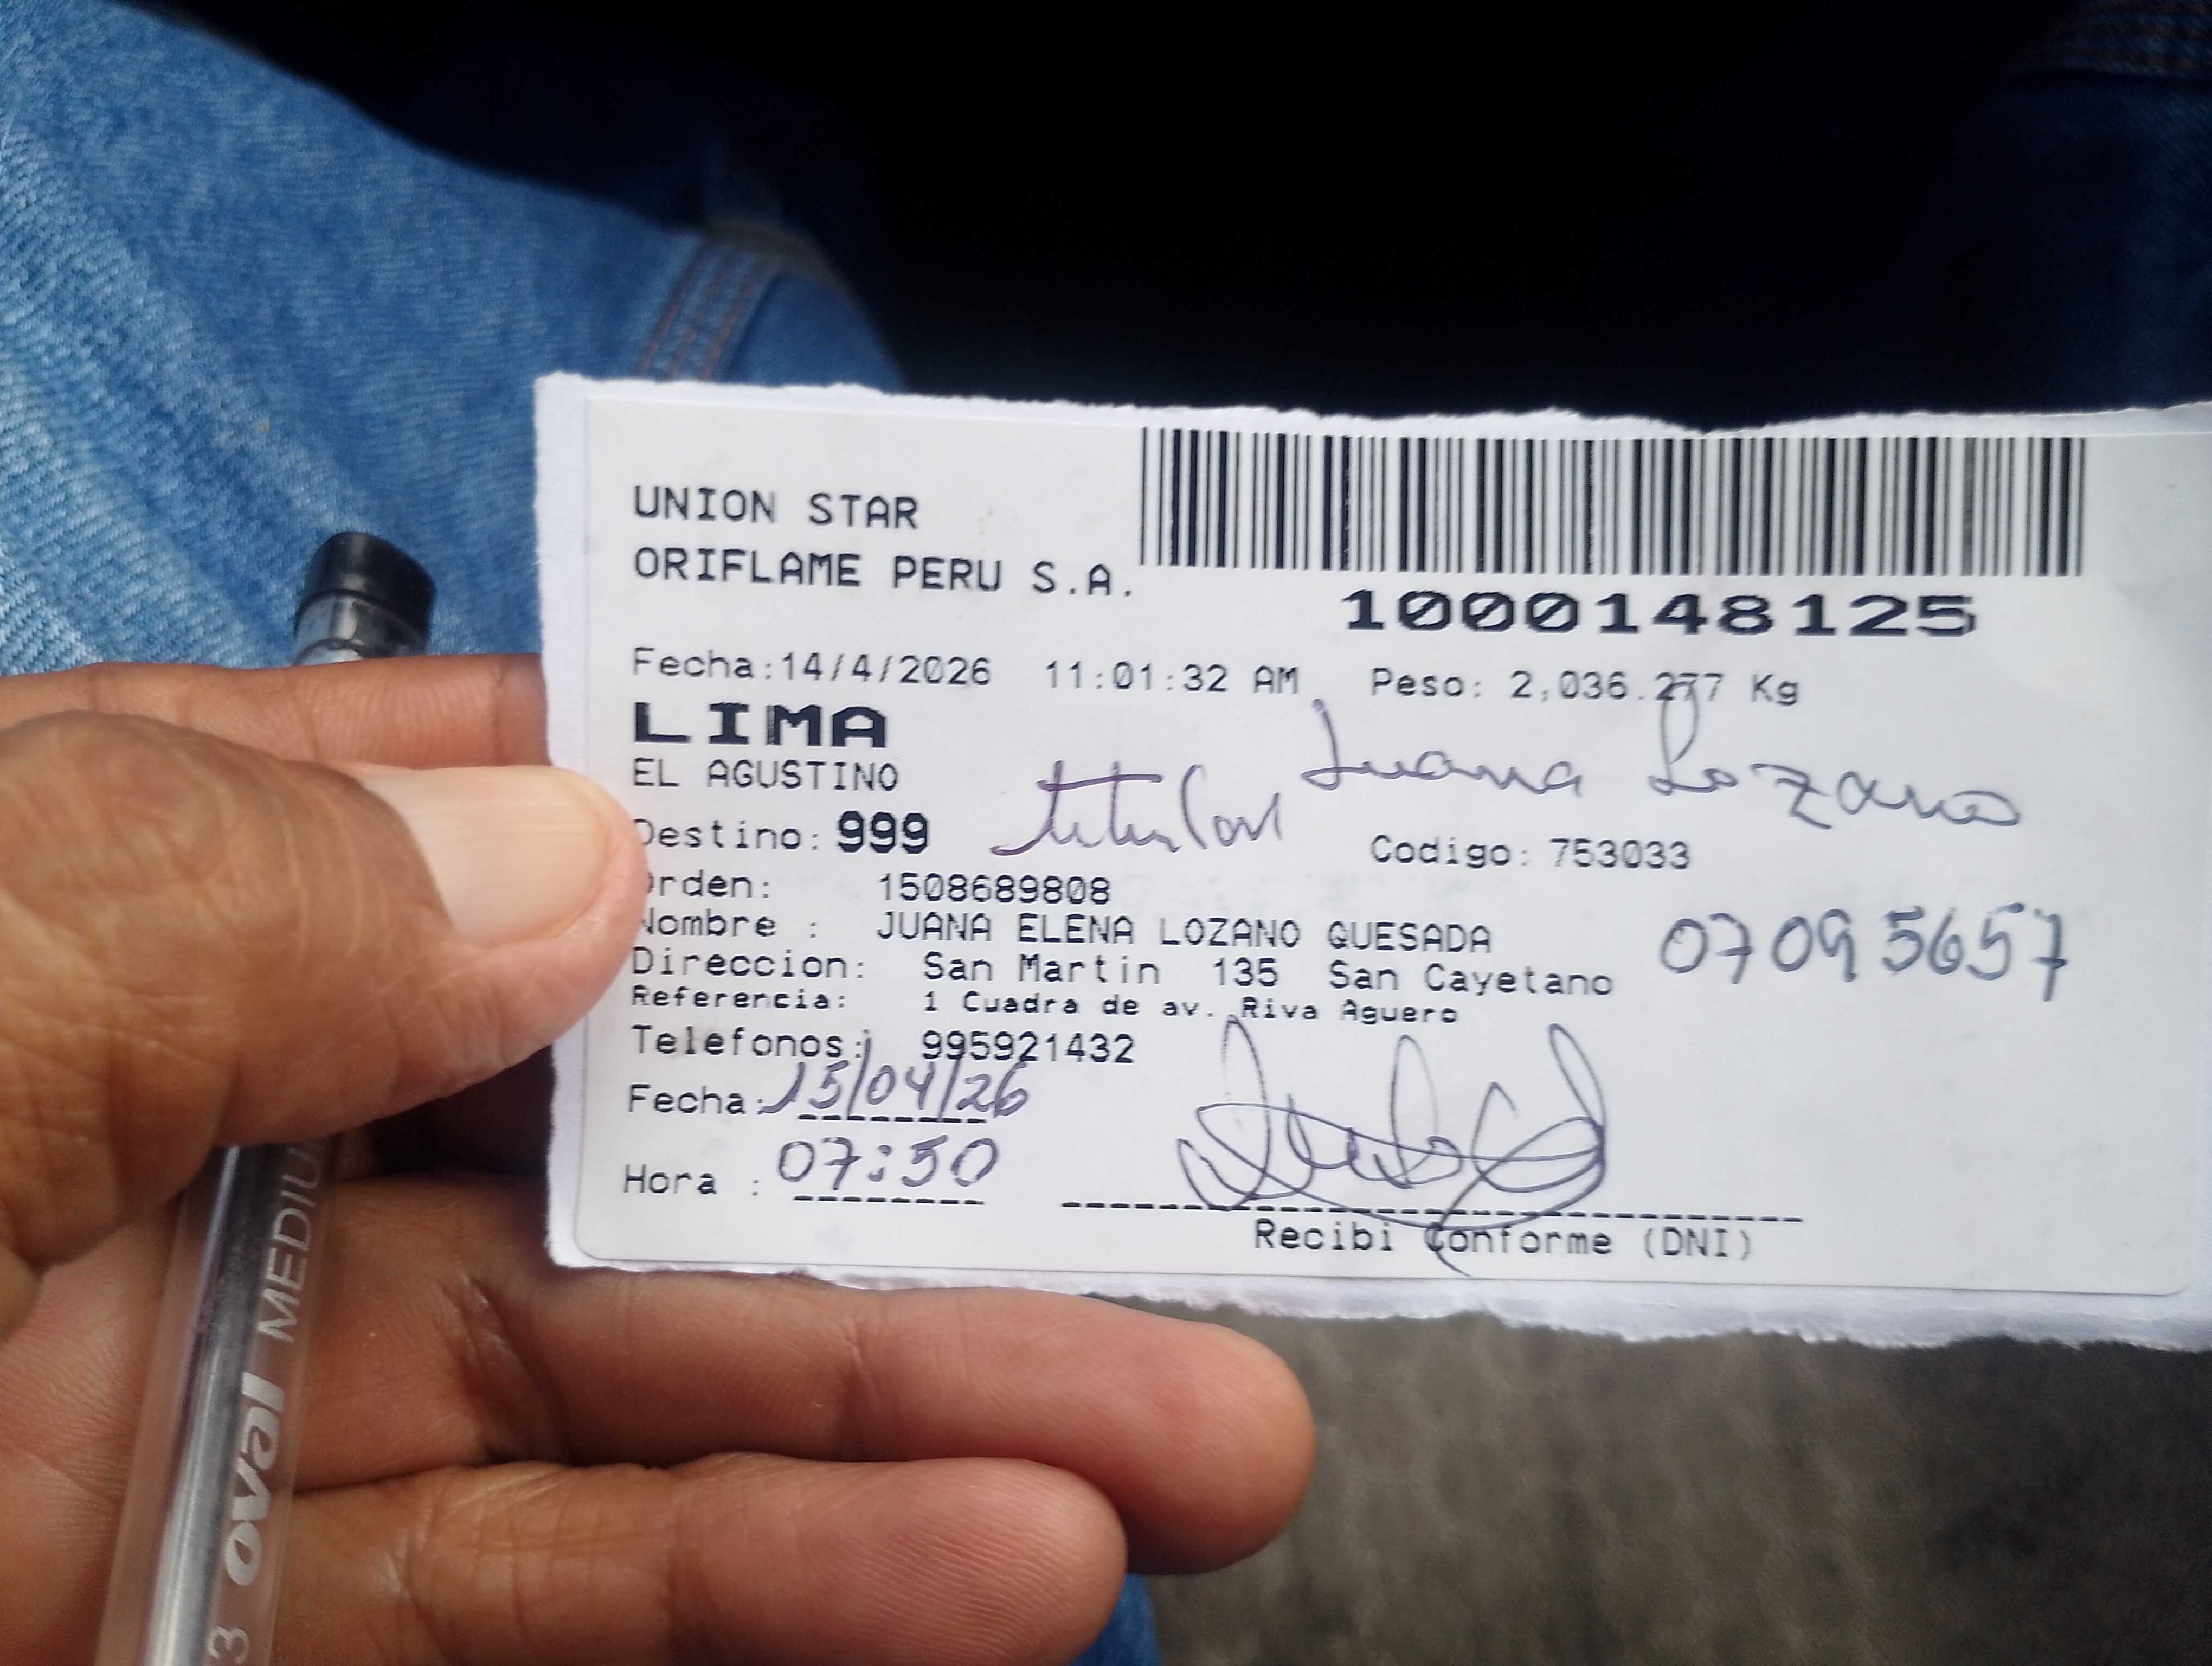 UNION STAR
ORIFLAME PERU S.A.
1000148125
Fecha:14/4/2026 11:01:32 AM Peso: 2,036.277 Kg
LIMA
Juana Lozano
EL AGUSTINO
Destino: 999 titular Codigo: 753033
Orden: 1508689808
Nombre : JUANA ELENA LOZANO QUESADA
07095657
Direccion: San Martin 135 San Cayetano
Referencia: 1 Cuadra de av. Riva Aguero
Telefonos: 995921432
Fecha: 15/04/26
Hora : 07:50
Recibi Conforme (DNI)
3 oval MEDIU